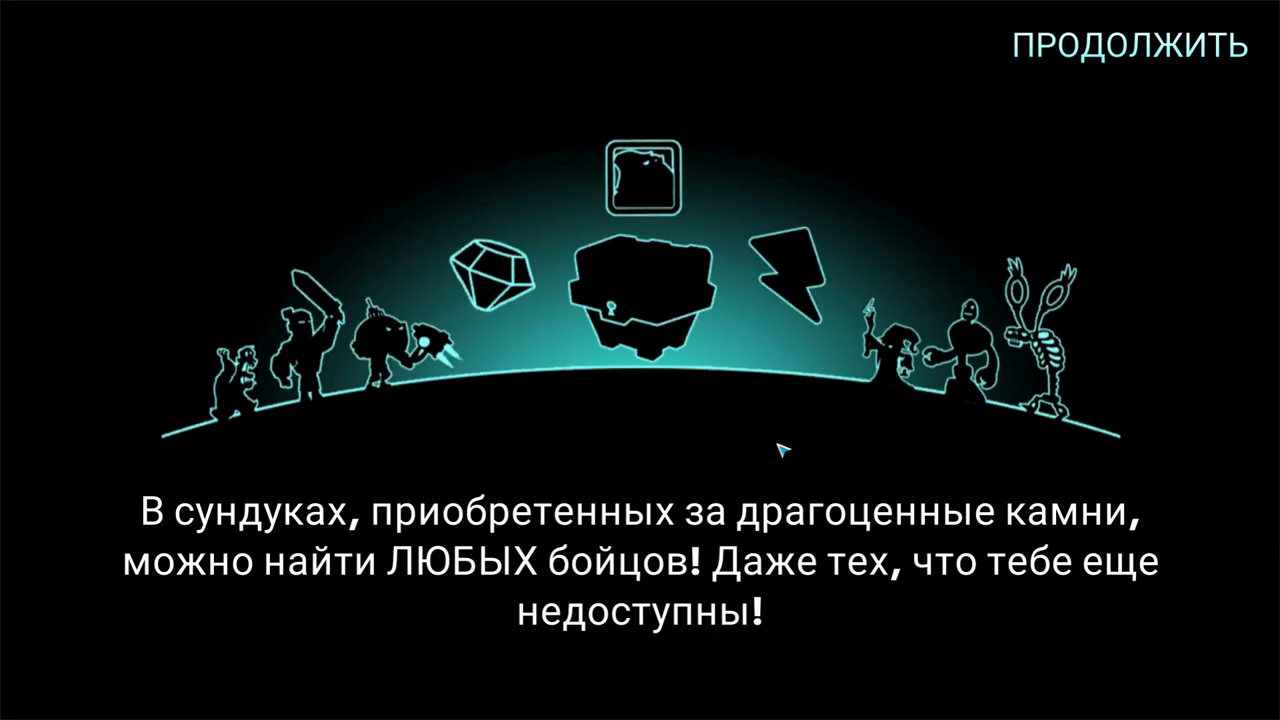 ПРОДОЛЖИТЬ
В сундуках, приобретенных за драгоценные камни,
можно найти ЛЮБЫХ бойцов! Даже тех, что тебе еще
недоступны!